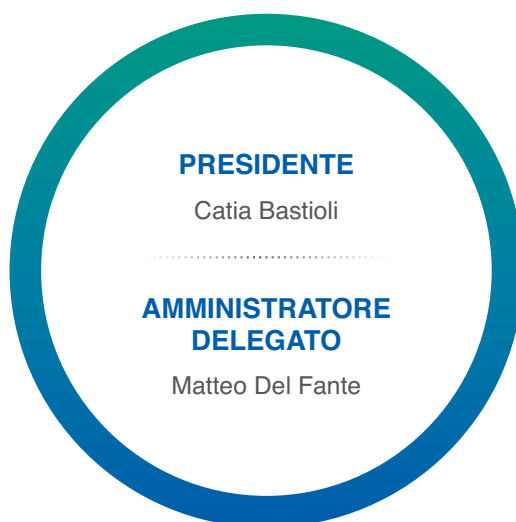 PRESIDENTE
Catia Bastioli
AMMINISTRATORE
DELEGATO
Matteo Del Fante